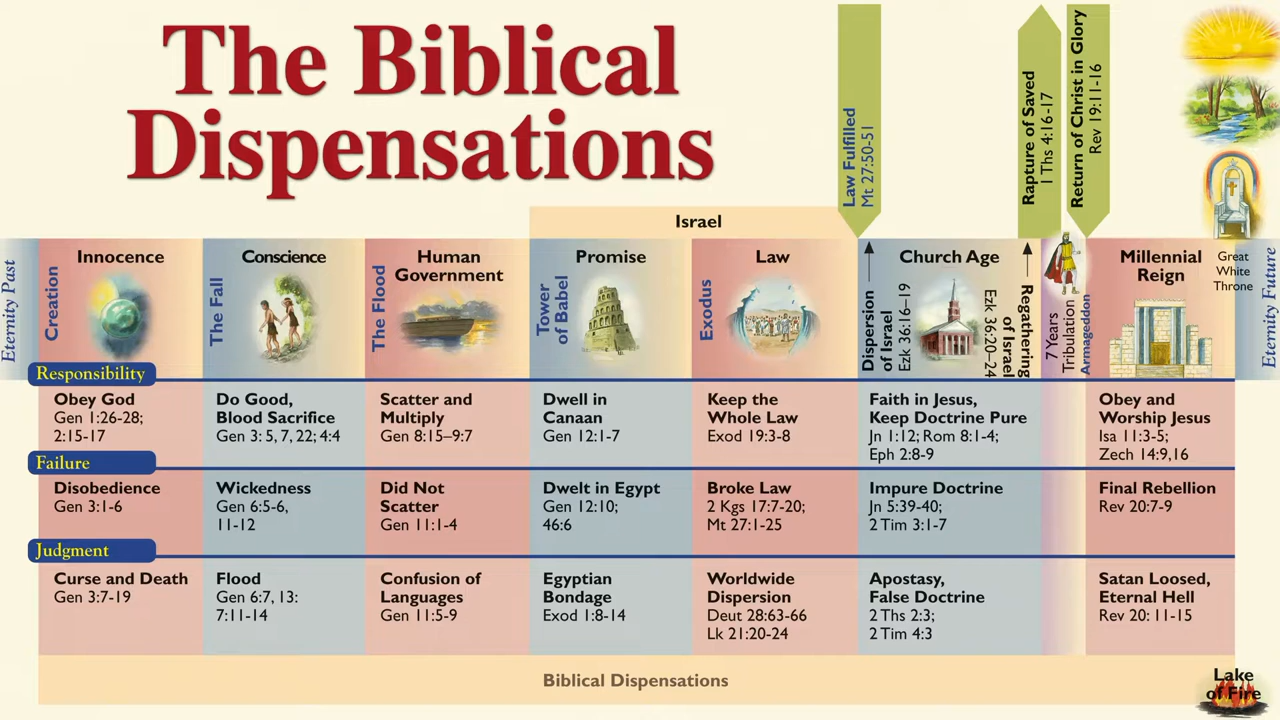 The Biblical
Dispensations
Law Fulfilled
Mt 27:50-51
Rapture of Saved
1 Ths 4:16-17
Return of Christ in Glory
Rev 19:11-16
Israel
Eternity Past
Creation
Innocence
The Fall
Conscience
The Flood
Human
Government
Tower
of Babel
Promise
Exodus
Law
Dispersion
of Israel
Ezk 36:16–19
Church Age
Ezk 36:20–24
Regathering
of Israel
7 Years
Tribulation
Armageddon
Millennial
Reign
Great
White
Throne
Eternity Future
Responsibility
Obey God
Gen 1:26-28;
2:15-17
Do Good,
Blood Sacrifice
Gen 3: 5, 7, 22; 4:4
Scatter and
Multiply
Gen 8:15–9:7
Dwell in
Canaan
Gen 12:1-7
Keep the
Whole Law
Exod 19:3-8
Faith in Jesus,
Keep Doctrine Pure
Jn 1:12; Rom 8:1-4;
Eph 2:8-9
Obey and
Worship Jesus
Isa 11:3-5;
Zech 14:9,16
Failure
Disobedience
Gen 3:1-6
Wickedness
Gen 6:5-6,
11-12
Did Not
Scatter
Gen 11:1-4
Dwelt in Egypt
Gen 12:10;
46:6
Broke Law
2 Kgs 17:7-20;
Mt 27:1-25
Impure Doctrine
Jn 5:39-40;
2 Tim 3:1-7
Final Rebellion
Rev 20:7-9
Judgment
Curse and Death
Gen 3:7-19
Flood
Gen 6:7, 13:
7:11-14
Confusion of
Languages
Gen 11:5-9
Egyptian
Bondage
Exod 1:8-14
Worldwide
Dispersion
Deut 28:63-66
Lk 21:20-24
Apostasy,
False Doctrine
2 Ths 2:3;
2 Tim 4:3
Satan Loosed,
Eternal Hell
Rev 20: 11-15
Biblical Dispensations
Lake
of Fire